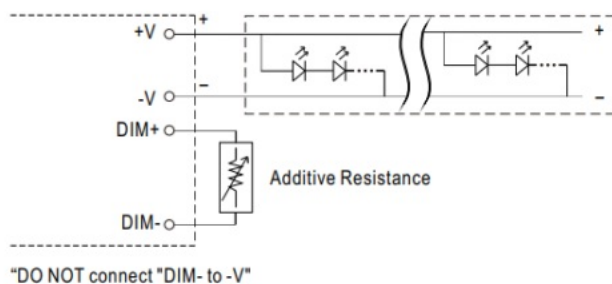 +V
+
+
-V
−
−
DIM+
Additive Resistance
DIM-
"DO NOT connect "DIM- to -V"